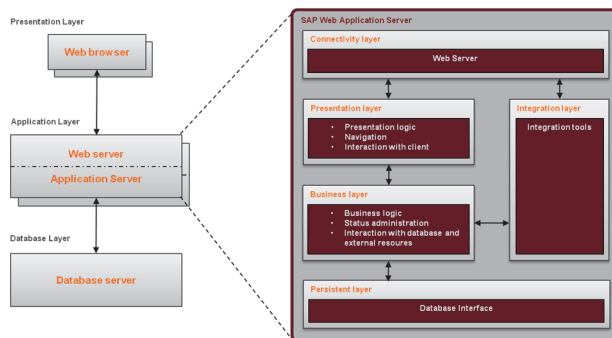 Presentation Layer
Web browser
Application Layer
Web server
Application Server
Database Layer
Database server
SAP Web Application Server
Connectivity layer
Web Server
Presentation layer
• Presentation logic
• Navigation
• Interaction with client
Integration layer
Integration tools
Business layer
• Business logic
• Status administration
• Interaction with database and
external resoures
Persistent layer
Database Interface